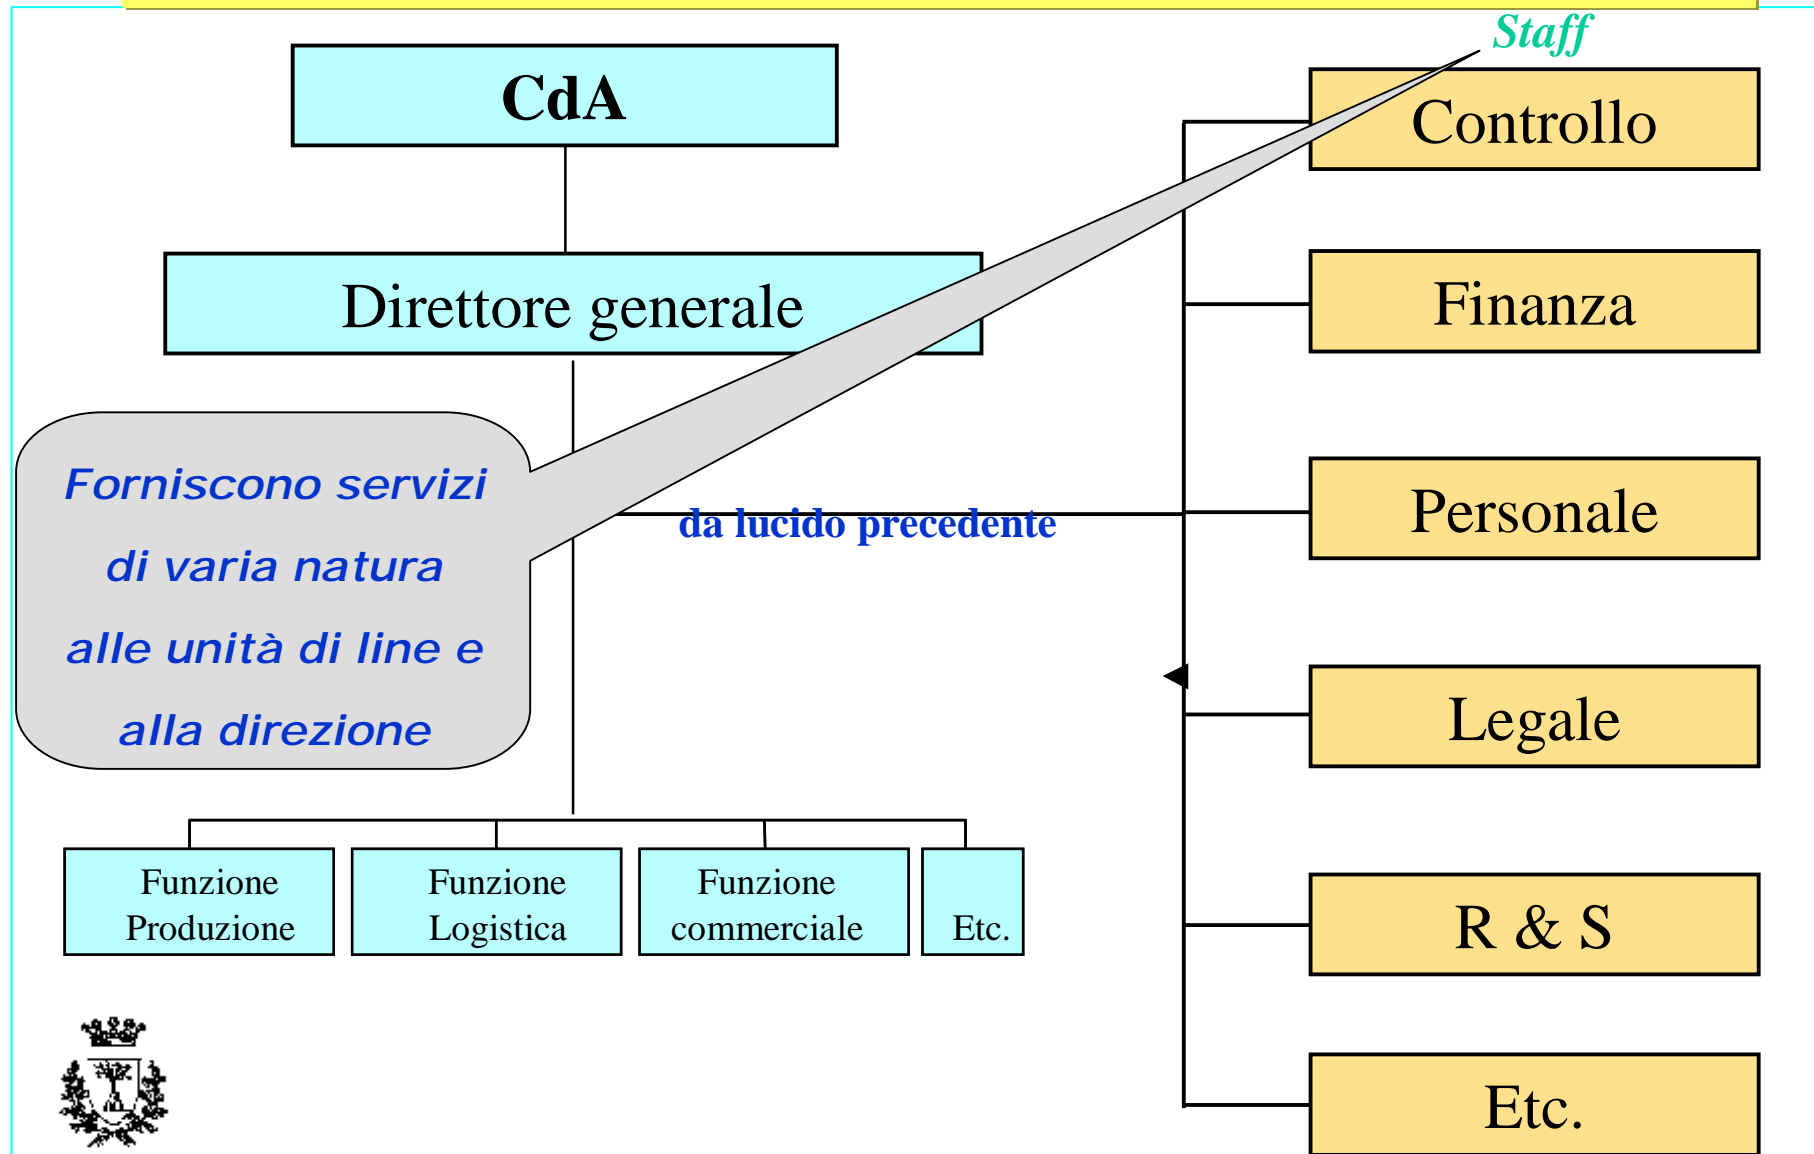 Staff
CdA
Controllo
Direttore generale
Finanza
Forniscono servizi
di varia natura
alle unità di line e
alla direzione
da lucido precedente
Personale
Legale
Funzione
Produzione
Funzione
Logistica
Funzione
commerciale
Etc.
R & S
Etc.